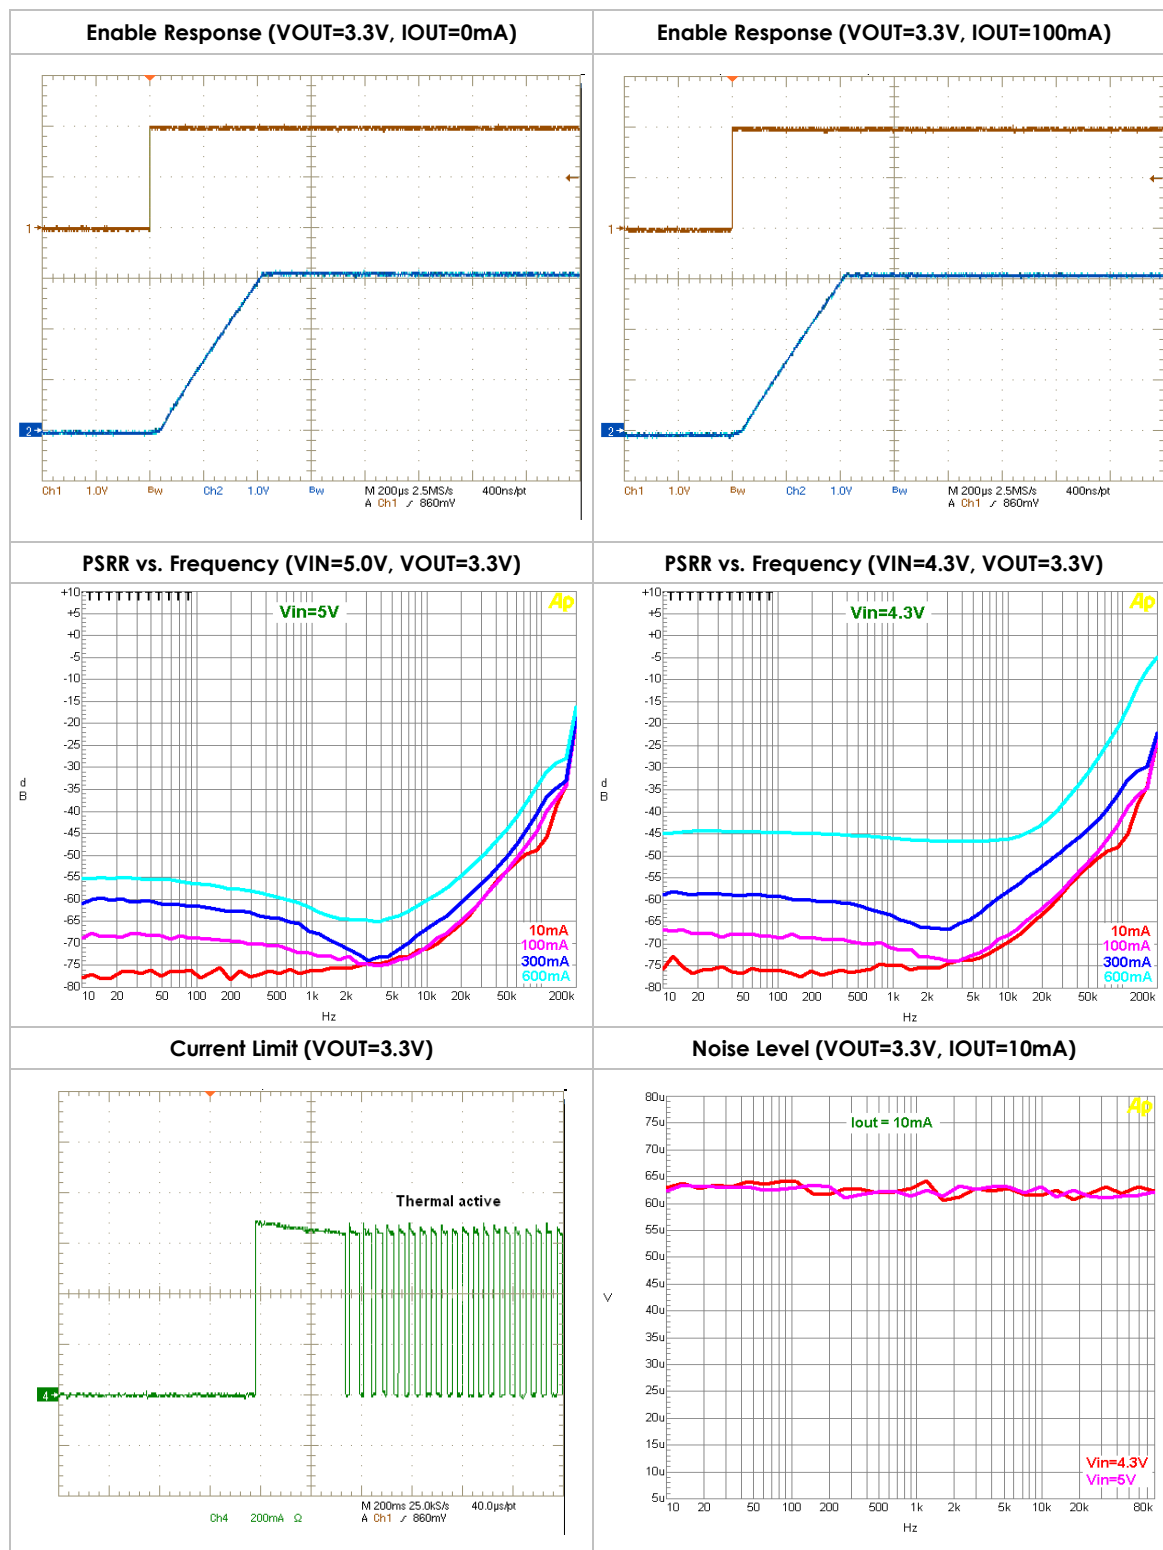 Enable Response (VOUT=3.3V, IOUT=0mA)
Enable Response (VOUT=3.3V, IOUT=100mA)
1
2
Ch1 1.0V Bw Ch2 1.0V Bw M 200µs 2.5MS/s 400ns/pt
A Ch1 ∕ 860mV
1
2
Ch1 1.0V Bw Ch2 1.0V Bw M 200µs 2.5MS/s 400ns/pt
A Ch1 ∕ 860mV
PSRR vs. Frequency (VIN=5.0V, VOUT=3.3V)
PSRR vs. Frequency (VIN=4.3V, VOUT=3.3V)
Vin=5V
Ap
+10
+5
+0
-5
-10
-15
-20
-25
-30
-35
-40
-45
-50
-55
-60
-65
-70
-75
-80
d
B
10mA
100mA
300mA
600mA
10 20 50 100 200 500 1k 2k 5k 10k 20k 50k 200k
Hz
Vin=4.3V
Ap
+10
+5
+0
-5
-10
-15
-20
-25
-30
-35
-40
-45
-50
-55
-60
-65
-70
-75
-80
d
B
10mA
100mA
300mA
600mA
10 20 50 100 200 500 1k 2k 5k 10k 20k 50k 200k
Hz
Current Limit (VOUT=3.3V)
Noise Level (VOUT=3.3V, IOUT=10mA)
Thermal active
4
M 200ms 25.0kS/s 40.0µs/pt
Ch4 200mA Ω A Ch1 ∕ 860mV
Iout = 10mA
Ap
80u
75u
70u
65u
60u
55u
50u
45u
40u
35u
30u
25u
20u
15u
10u
5u
V
Vin=4.3V
Vin=5V
10 20 50 100 200 500 1k 2k 5k 10k 20k 80k
Hz